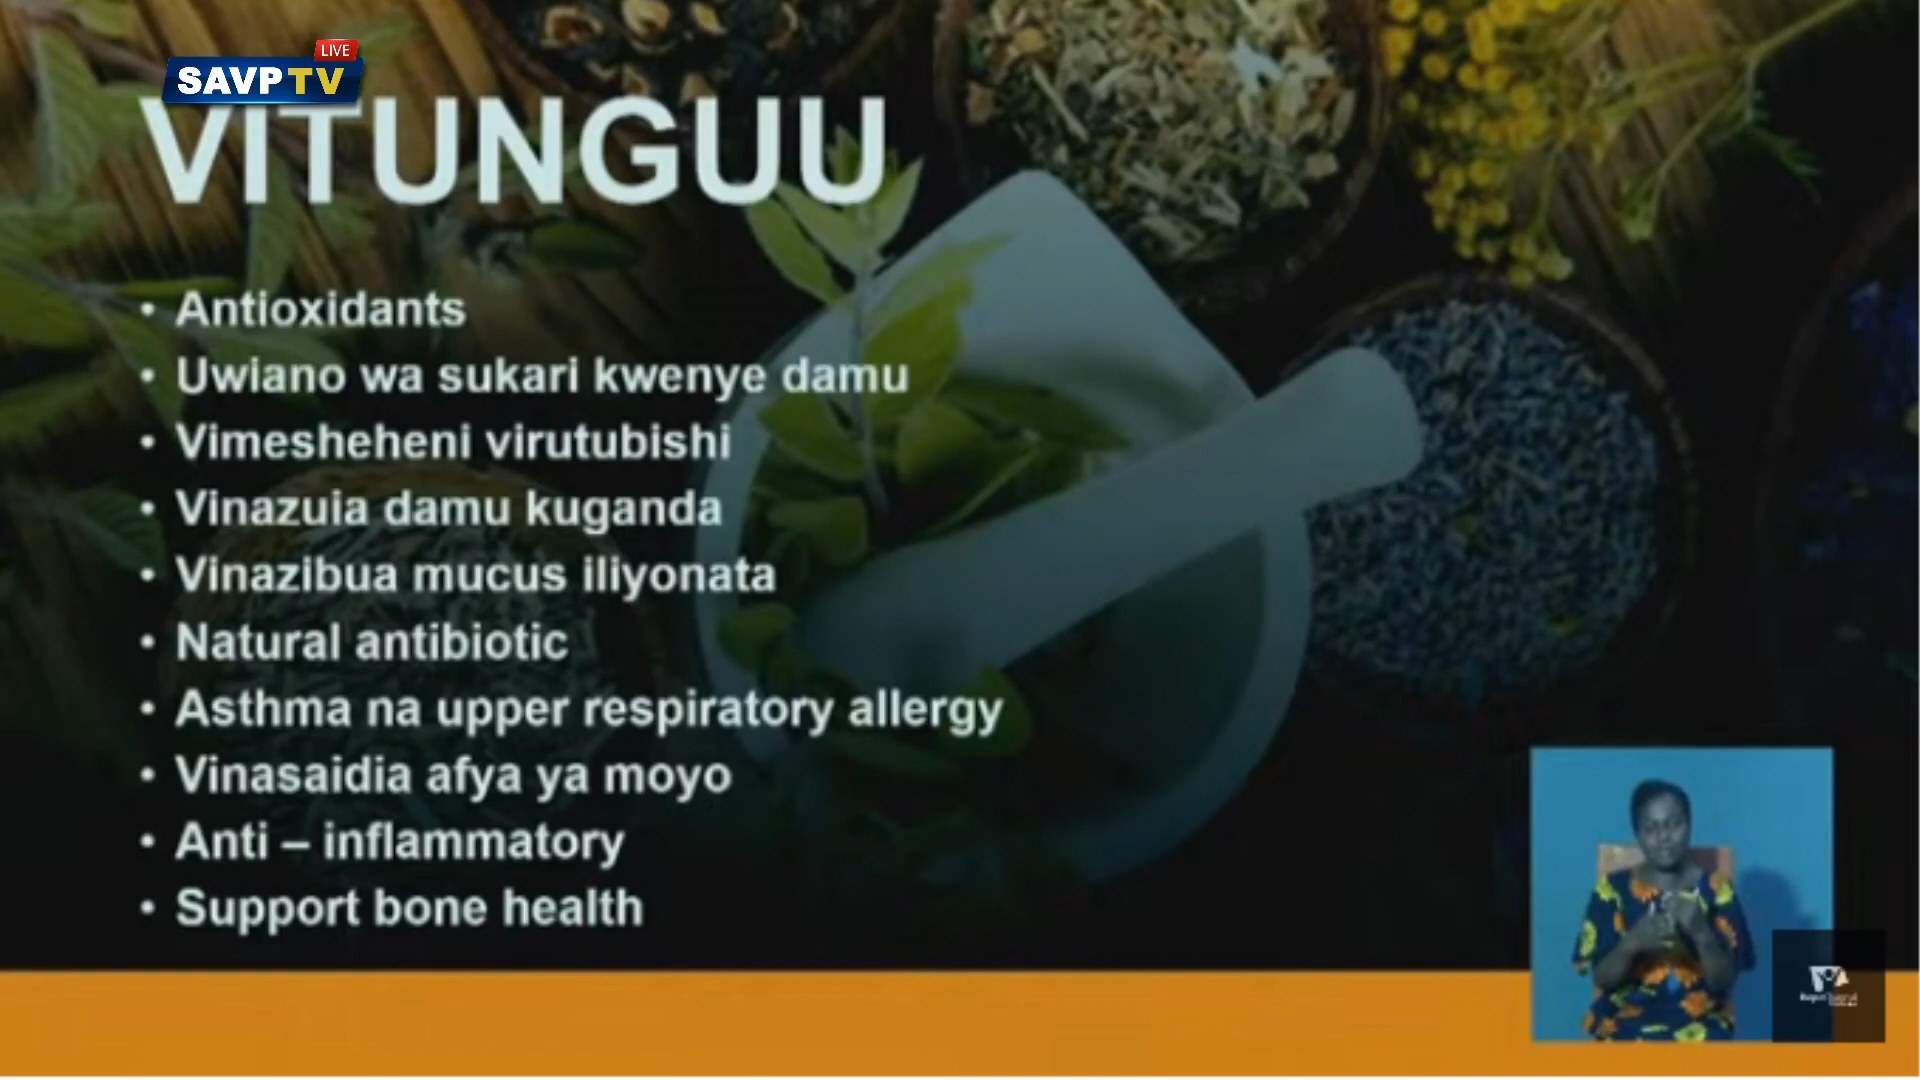 LIVE
SAVP TV
VITUNGUU
• Antioxidants
• Uwiano wa sukari kwenye damu
• Vimesheheni virutubishi
• Vinazuia damu kuganda
• Vinazibua mucus iliyonata
• Natural antibiotic
• Asthma na upper respiratory allergy
• Vinasaidia afya ya moyo
• Anti – inflammatory
• Support bone health